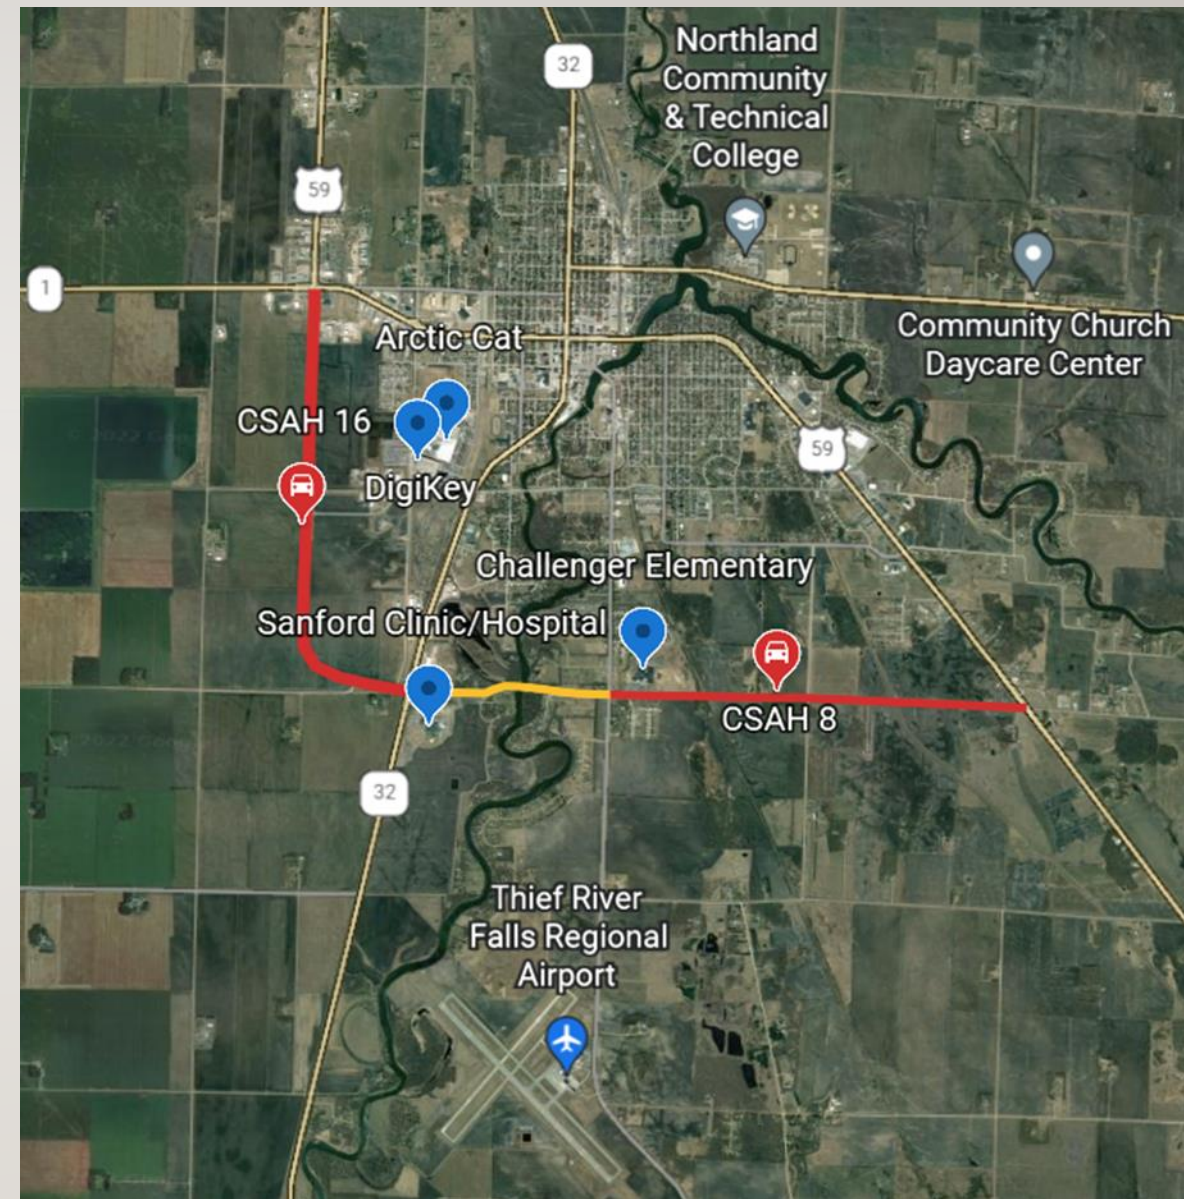 32
Northland
Community
& Technical
College
59
1
Arctic Cat
Community Church
Daycare Center
CSAH 16
59
DigiKey
Challenger Elementary
Sanford Clinic/Hospital
CSAH 8
32
Thief River
Falls Regional
Airport